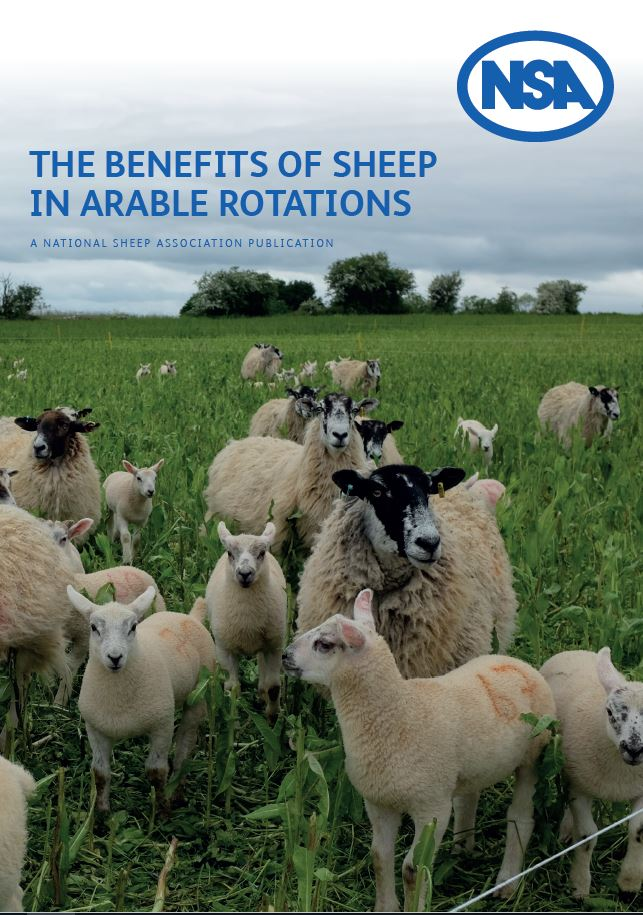 NSA
THE BENEFITS OF SHEEP
IN ARABLE ROTATIONS
A NATIONAL SHEEP ASSOCIATION PUBLICATION